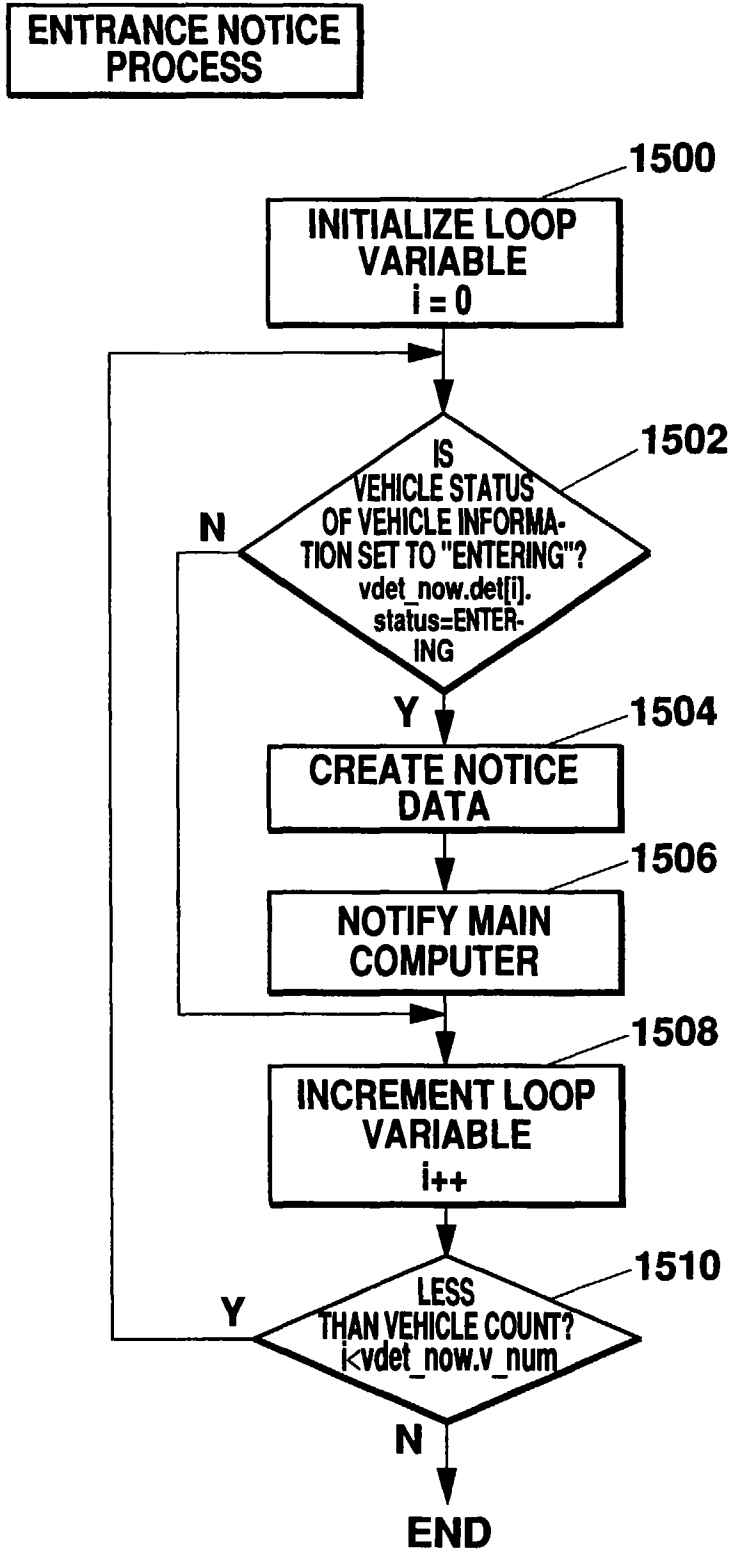 ENTRANCE NOTICE
PROCESS
1500
INITIALIZE LOOP
VARIABLE
i = 0
1502
IS
VEHICLE STATUS
OF VEHICLE INFORMA-
TION SET TO "ENTERING"?
vdet_now.det[i].
status=ENTER-
ING
N
Y
1504
CREATE NOTICE
DATA
1506
NOTIFY MAIN
COMPUTER
1508
INCREMENT LOOP
VARIABLE
i++
1510
LESS
THAN VEHICLE COUNT?
i<vdet_now.v_num
Y
N
END